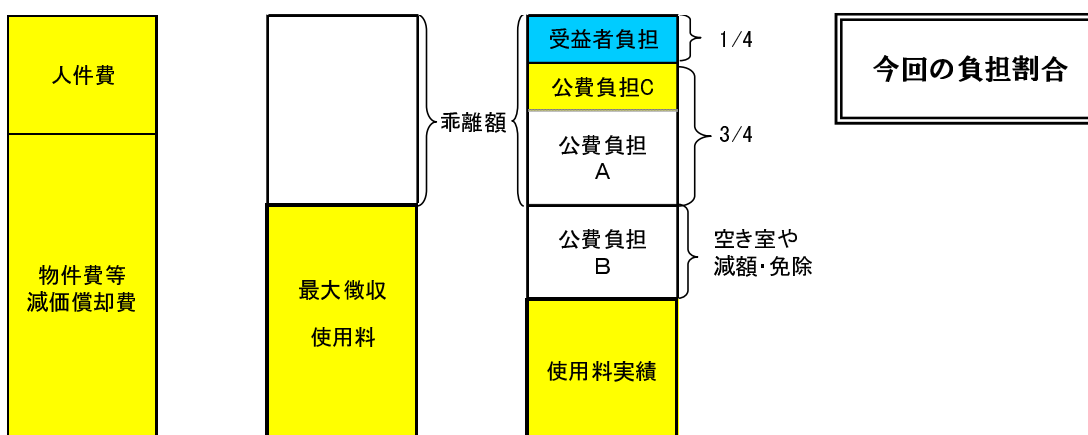 人件費
物件費等
減価償却費
最大徴収
使用料
乖離額
受益者負担
公費負担C
公費負担
A
公費負担
B
使用料実績
1/4
3/4
空き室や
減額・免除
今回の負担割合